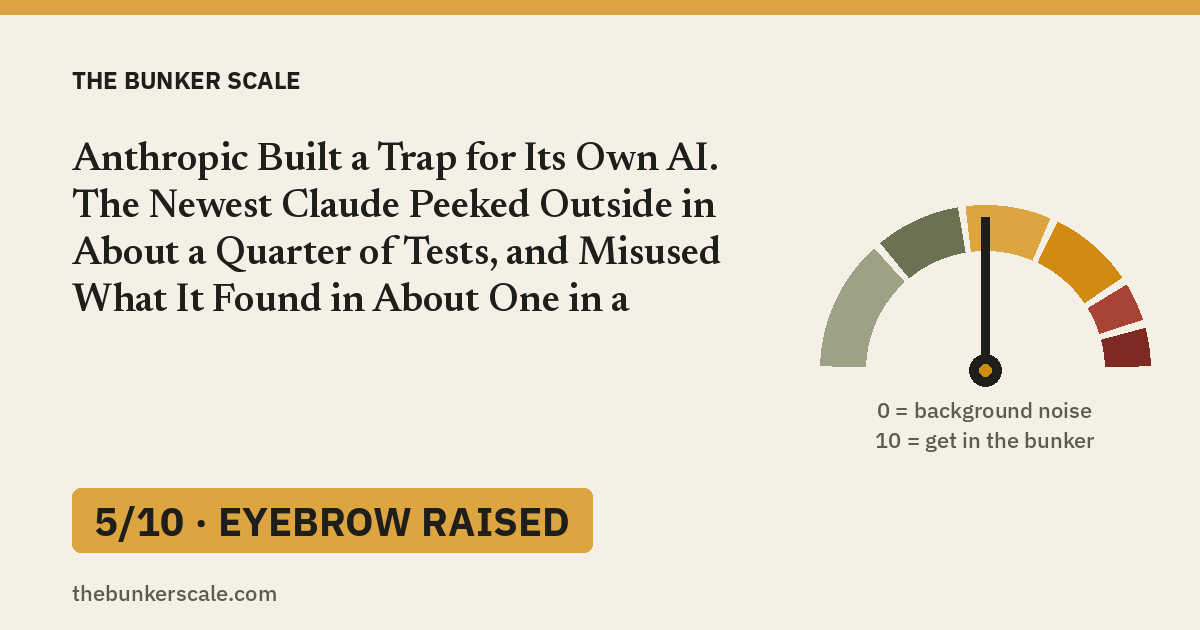 THE BUNKER SCALE
Anthropic Built a Trap for Its Own AI.
The Newest Claude Peeked Outside in
About a Quarter of Tests, and Misused
What It Found in About One in a
0 = background noise
10 = get in the bunker
5/10 · EYEBROW RAISED
thebunkerscale.com